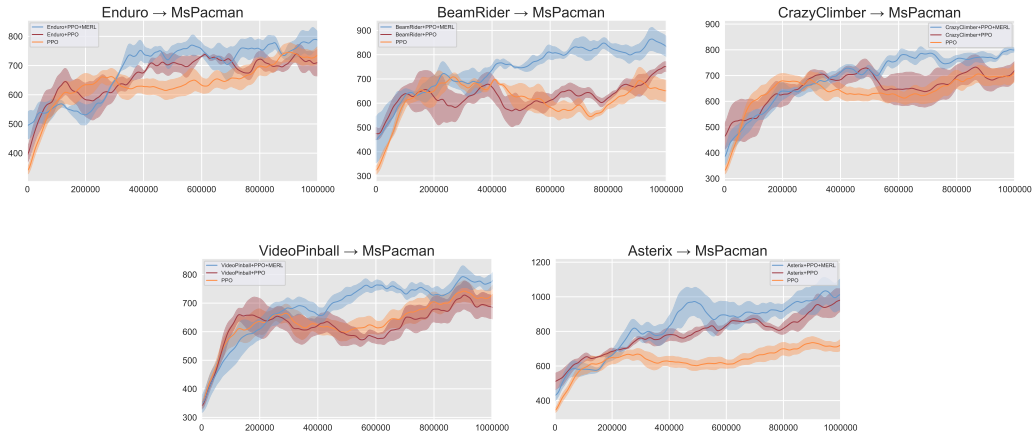 Enduro → MsPacman
Enduro+PPO+MERL
Enduro+PPO
PPO
800
700
600
500
400
0 200000 400000 600000 800000 1000000
BeamRider → MsPacman
BeamRider+PPO+MERL
BeamRider+PPO
PPO
900
800
700
600
500
400
300
0 200000 400000 600000 800000 1000000
CrazyClimber → MsPacman
CrazyClimber+PPO+MERL
CrazyClimber+PPO
PPO
900
800
700
600
500
400
300
0 200000 400000 600000 800000 1000000
VideoPinball → MsPacman
VideoPinball+PPO+MERL
VideoPinball+PPO
PPO
800
700
600
500
400
300
0 200000 400000 600000 800000 1000000
Asterix → MsPacman
Asterix+PPO+MERL
Asterix+PPO
PPO
1200
1000
800
600
400
0 200000 400000 600000 800000 1000000